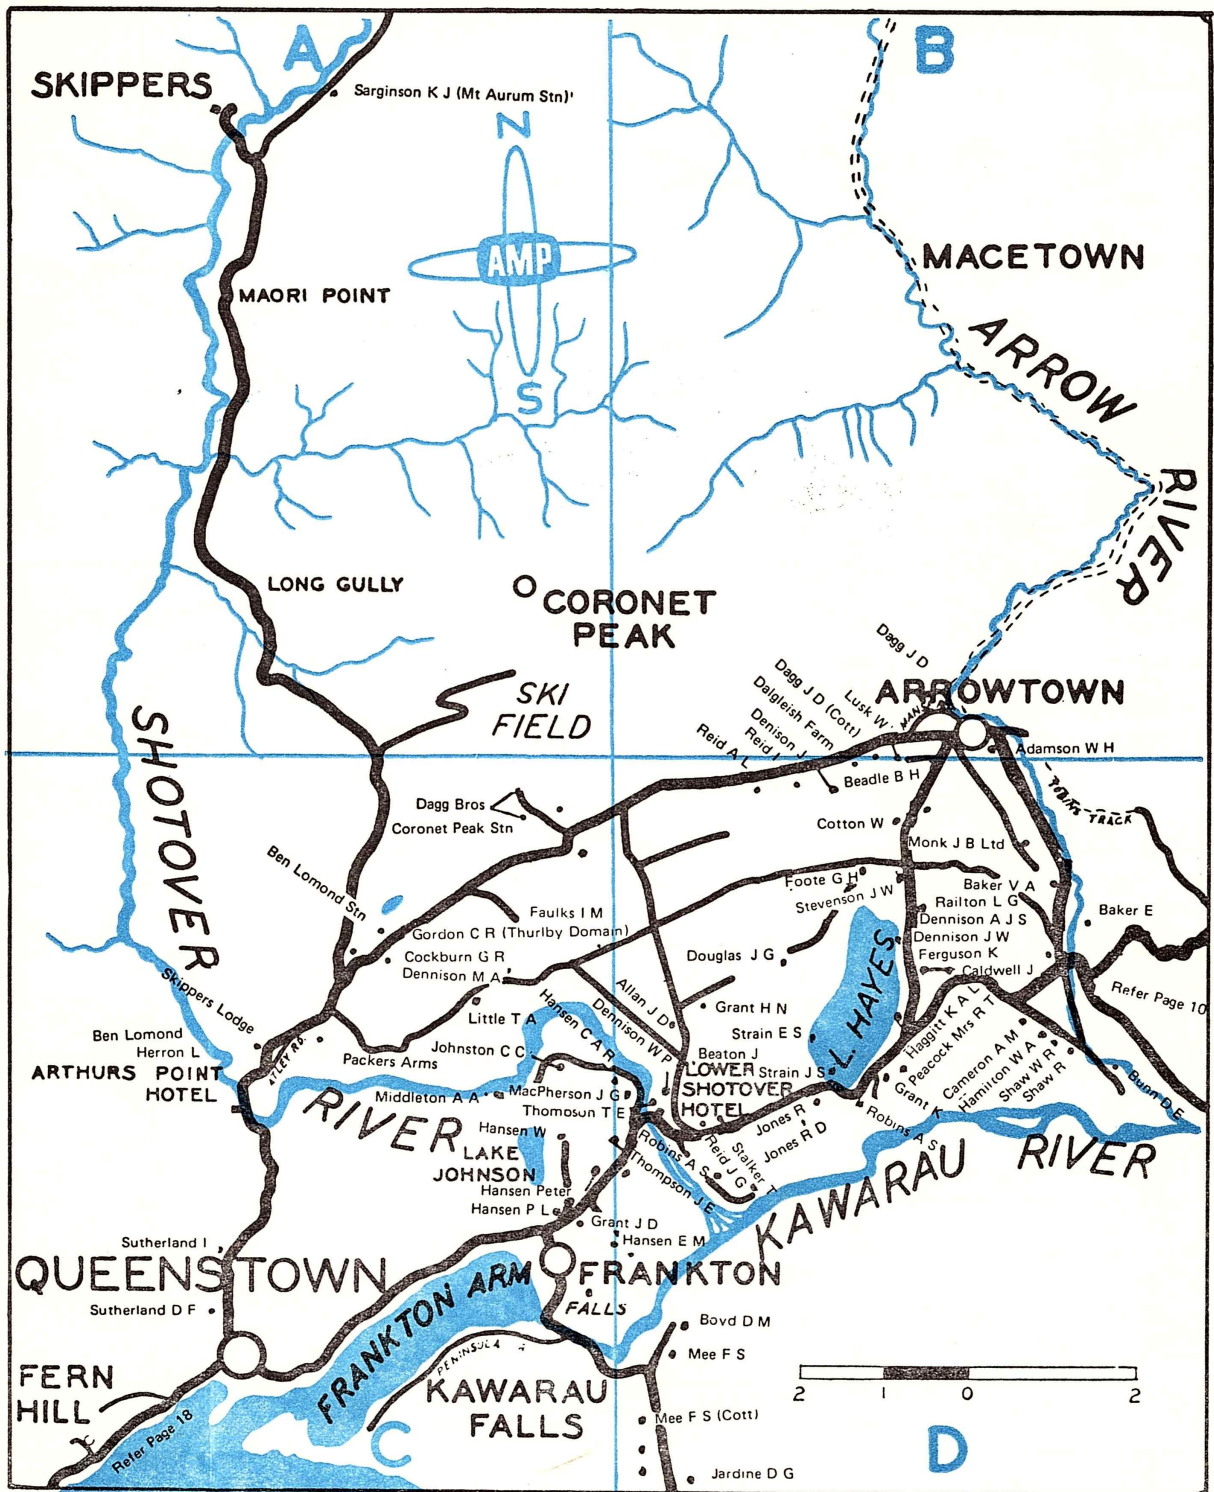 A
B
SKIPPERS
Sarginson K J (Mt Aurum Stn)'
N
AMP
S
MACETOWN
ARROW
RIVER
MAORI POINT
LONG GULLY
CORONET
PEAK
SKI
FIELD
SHOTOVER
RIVER
Dagg J D
ARROWTOWN
Lusk W
Dagg J D (Cott)
Dalgleish Farm
Denison J
Reid I
Reid A L
Adamson W H
Beadle B H
TRACK
Dagg Bros
Coronet Peak Stn
Cotton W
Monk J B Ltd
Ben Lomond Stn
Foote G H
Stevenson J W
Baker V A
Railton L G
Dennison A J S
Dennison J W
Ferguson K
Caldwell J
Baker E
Faulks I M
Gordon C R (Thurlby Domain)
Cockburn G R
Dennison M A
Douglas J G
L. HAYES
Refer Page 10
Skippers Lodge
Little T A
Hansen C A R
Allan J D
Dennison W P
Grant H N
Strain E S
Haggitt K A L
Peacock Mrs R T
Ben Lomond
Herron L
ARTHURS POINT
HOTEL
ATLEY RD.
Packers Arms
Johnston C C
Beaton J
LOWER
SHOTOVER
HOTEL
Strain J S
Grant K
Cameron A M
Hamilton W A
Shaw W R
Shaw R
Bunn D E
Middleton A A
MacPherson J G
Thomoson T E
Hansen W
LAKE
JOHNSON
Robins A S
Reid J G
Stalker T
Jones R
Jones R D
Robins A S
Thompson J E
Hansen Peter
Hansen P L
Grant J D
Hansen E M
KAWARAU
RIVER
Sutherland I
QUEENSTOWN
Sutherland D F
FRANKTON ARM
FRANKTON
FALLS
Boyd D M
Mee F S
PENINSULA
FERN
HILL
KAWARAU
FALLS
Refer Page 18
Mee F S (Cott)
Jardine D G
2 1 0 2
C
D